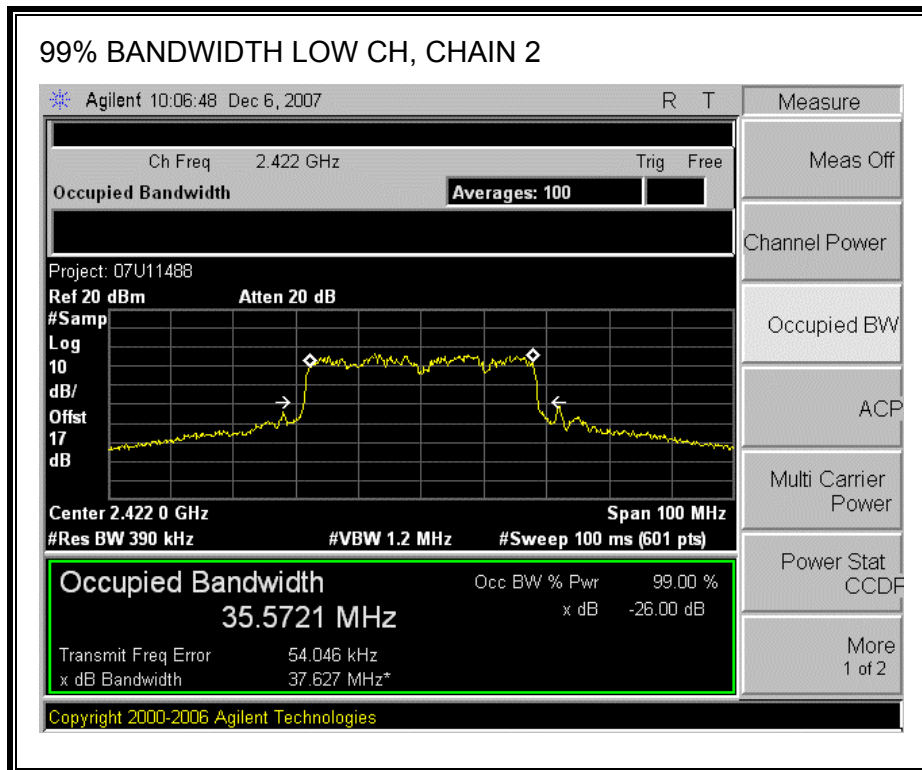 99% BANDWIDTH LOW CH, CHAIN 2
Agilent 10:06:48 Dec 6, 2007 R T
Measure
Ch Freq 2.422 GHz Trig Free
Meas Off
Occupied Bandwidth Averages: 100
Channel Power
Project: 07U11488
Ref 20 dBm Atten 20 dB
#Samp
Log
10
dB/
Offst
17
dB
Occupied BW
ACP
Center 2.422 0 GHz Span 100 MHz
#Res BW 390 kHz #VBW 1.2 MHz #Sweep 100 ms (601 pts)
Multi Carrier
Power
Occupied Bandwidth Occ BW % Pwr 99.00 %
35.5721 MHz x dB -26.00 dB
Power Stat
CCDF
Transmit Freq Error 54.046 kHz
x dB Bandwidth 37.627 MHz*
More
1 of 2
Copyright 2000-2006 Agilent Technologies